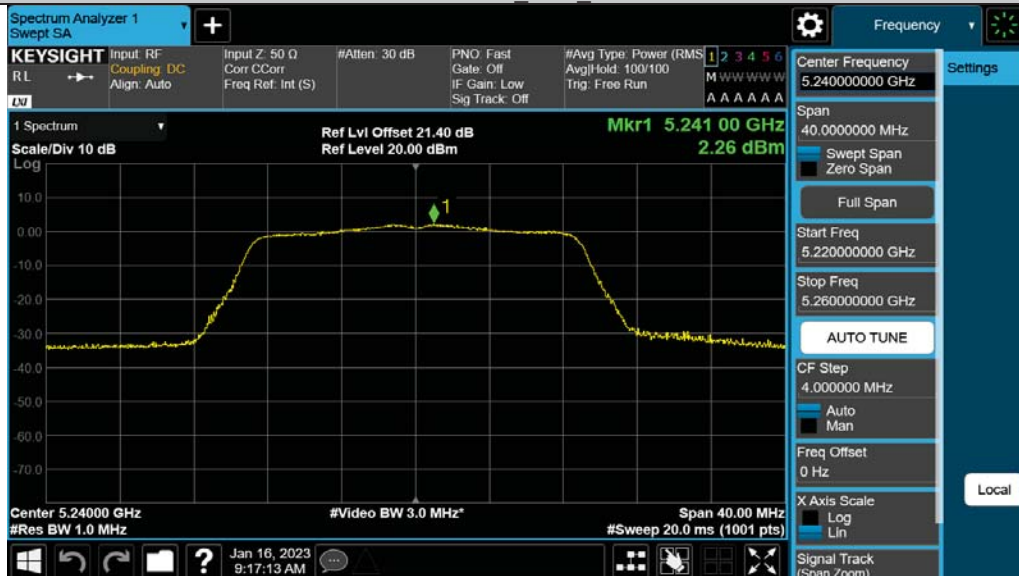 Spectrum Analyzer 1
Swept SA
Frequency
KEYSIGHT
RL
LXI
Input: RF
Coupling: DC
Align: Auto
Input Z: 50 Ω
Corr CCorr
Freq Ref: Int (S)
#Atten: 30 dB
PNO: Fast
Gate: Off
IF Gain: Low
Sig Track: Off
#Avg Type: Power (RMS
Avg|Hold: 100/100
Trig: Free Run
1 2 3 4 5 6
M W W W W W
A A A A A A
1 Spectrum
Scale/Div 10 dB
Log
Ref Lvl Offset 21.40 dB
Ref Level 20.00 dBm
Mkr1 5.241 00 GHz
2.26 dBm
1
10.0
0.00
-10.0
-20.0
-30.0
-40.0
-50.0
-60.0
-70.0
Center 5.24000 GHz
#Res BW 1.0 MHz
#Video BW 3.0 MHz*
Span 40.00 MHz
#Sweep 20.0 ms (1001 pts)
Center Frequency
5.240000000 GHz
Span
40.0000000 MHz
Swept Span
Zero Span
Full Span
Start Freq
5.220000000 GHz
Stop Freq
5.260000000 GHz
AUTO TUNE
CF Step
4.000000 MHz
Auto
Man
Freq Offset
0 Hz
X Axis Scale
Log
Lin
Signal Track
(Span Zoom)
Settings
Local
?
Jan 16, 2023
9:17:13 AM